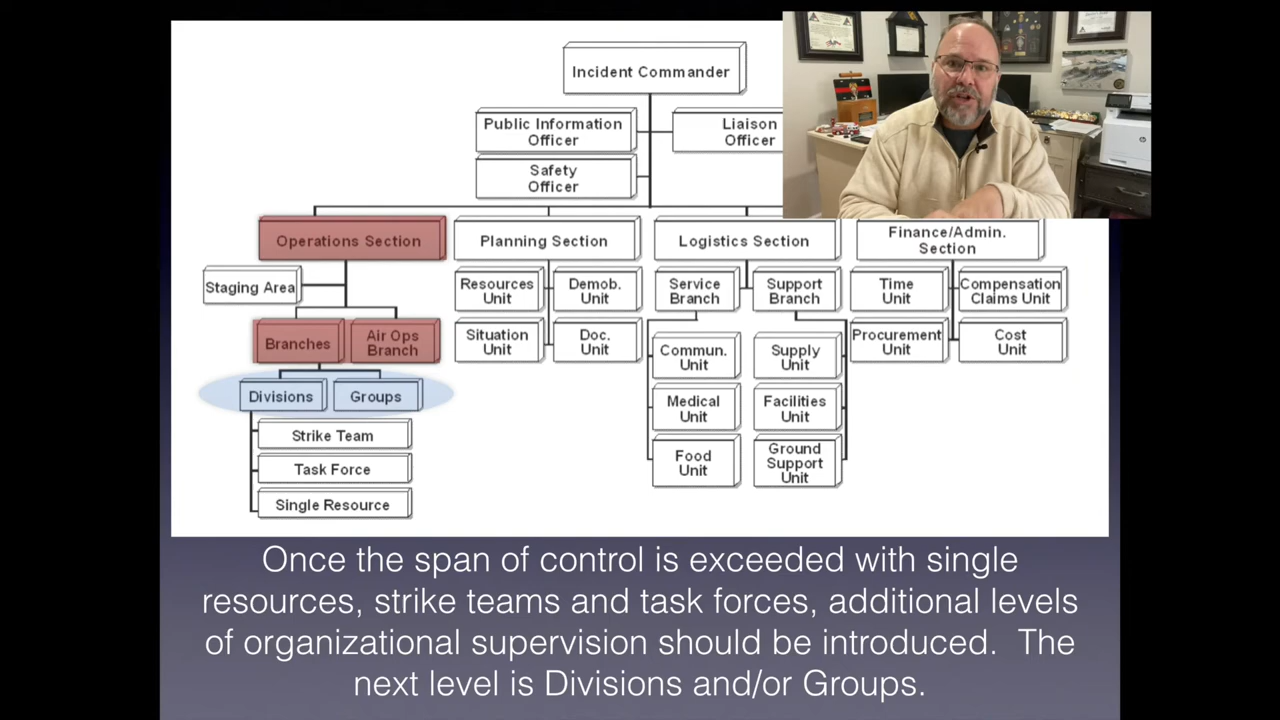 Incident Commander
Public Information
Officer
Liaison
Officer
Safety
Officer
Operations Section
Planning Section
Logistics Section
Finance/Admin.
Section
Staging Area
Branches
Air Ops
Branch
Divisions
Groups
Strike Team
Task Force
Single Resource
Resources
Unit
Demob.
Unit
Situation
Unit
Doc.
Unit
Service
Branch
Support
Branch
Commun.
Unit
Supply
Unit
Medical
Unit
Facilities
Unit
Food
Unit
Ground
Support
Unit
Time
Unit
Compensation
Claims Unit
Procurement
Unit
Cost
Unit
Once the span of control is exceeded with single
resources, strike teams and task forces, additional levels
of organizational supervision should be introduced. The
next level is Divisions and/or Groups.